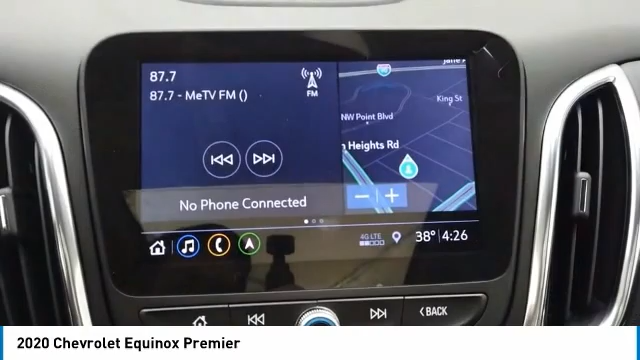 87.7
87.7 - MeTV FM ()
FM
King St
NW Point Blvd
Heights Rd
No Phone Connected
4G LTE
38° 4:26
<BACK
2020 Chevrolet Equinox Premier